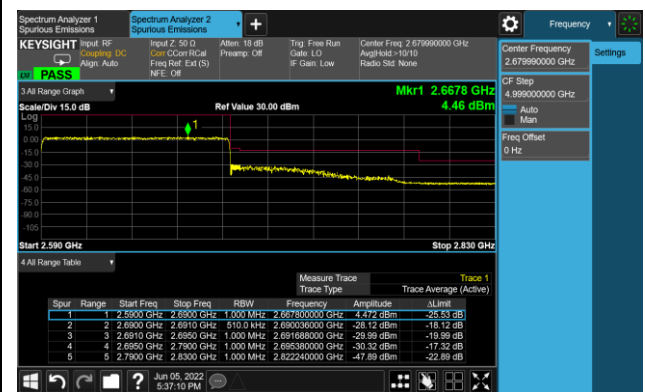 Spectrum Analyzer 1
Spurious Emissions
Spectrum Analyzer 2
Spurious Emissions
Frequency
KEYSIGHT
Input: RF
Coupling: DC
Align: Auto
Input Z: 50 Ω
Corr CCorr RCal
Freq Ref: Ext (S)
NFE: Off
Atten: 18 dB
Preamp: Off
Trig: Free Run
Gate: LO
IF Gain: Low
Center Freq: 2.679990000 GHz
Avg|Hold:>10/10
Radio Std: None
PASS
Center Frequency
2.679990000 GHz
Settings
CF Step
4.999000000 GHz
Auto
Man
Freq Offset
0 Hz
3 All Range Graph
Mkr1 2.6678 GHz
Scale/Div 15.0 dB
Ref Value 30.00 dBm
4.46 dBm
Log
15.0
0.00
-15.0
-30.0
-45.0
-60.0
-75.0
-90.0
-105
1
Start 2.590 GHz
Stop 2.830 GHz
4 All Range Table
Measure Trace Trace 1
Trace Type Trace Average (Active)
Spur Range Start Freq Stop Freq RBW Frequency Amplitude ΔLimit
1 1 2.5900 GHz 2.6900 GHz 1.000 MHz 2.667800000 GHz 4.472 dBm -25.53 dB
2 2 2.6900 GHz 2.6910 GHz 510.0 kHz 2.690036000 GHz -28.12 dBm -18.12 dB
3 3 2.6910 GHz 2.6950 GHz 1.000 MHz 2.691688000 GHz -29.99 dBm -19.99 dB
4 4 2.6950 GHz 2.7900 GHz 1.000 MHz 2.695380000 GHz -30.32 dBm -17.32 dB
5 5 2.7900 GHz 2.8300 GHz 1.000 MHz 2.822240000 GHz -47.89 dBm -22.89 dB
Jun 05, 2022
5:37:10 PM